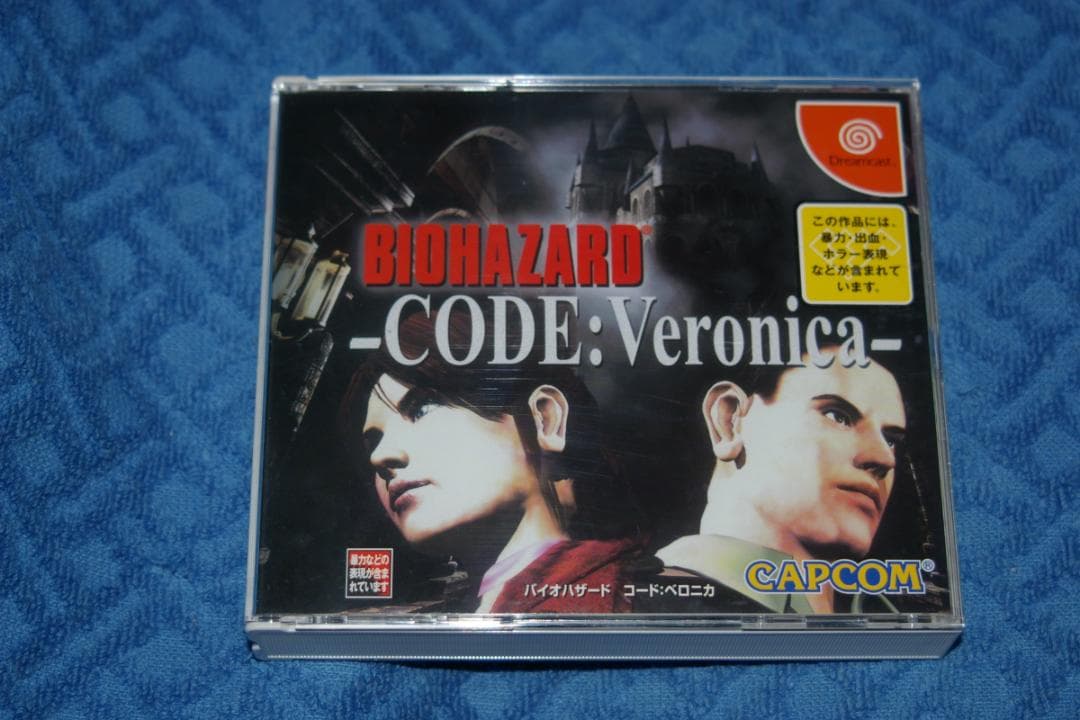 Dreamcast
この作品には、
暴力・出血・
ホラー表現
などが含まれて
います。
BIOHAZARD
-CODE:Veronica-
暴力などの
表現が含ま
れています
バイオハザード コード:ベロニカ
CAPCOM®